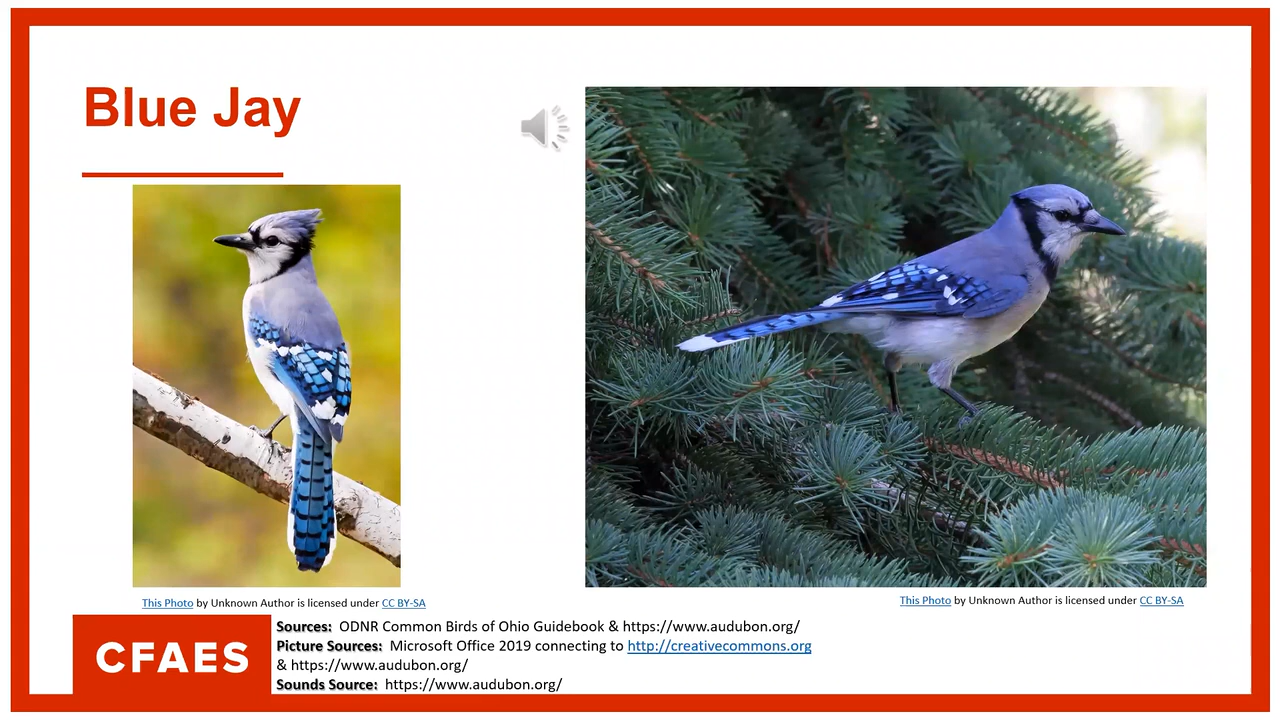 Blue Jay
This Photo by Unknown Author is licensed under CC BY-SA
This Photo by Unknown Author is licensed under CC BY-SA
CFAES
Sources: ODNR Common Birds of Ohio Guidebook & https://www.audubon.org/
Picture Sources: Microsoft Office 2019 connecting to http://creativecommons.org
& https://www.audubon.org/
Sounds Source: https://www.audubon.org/